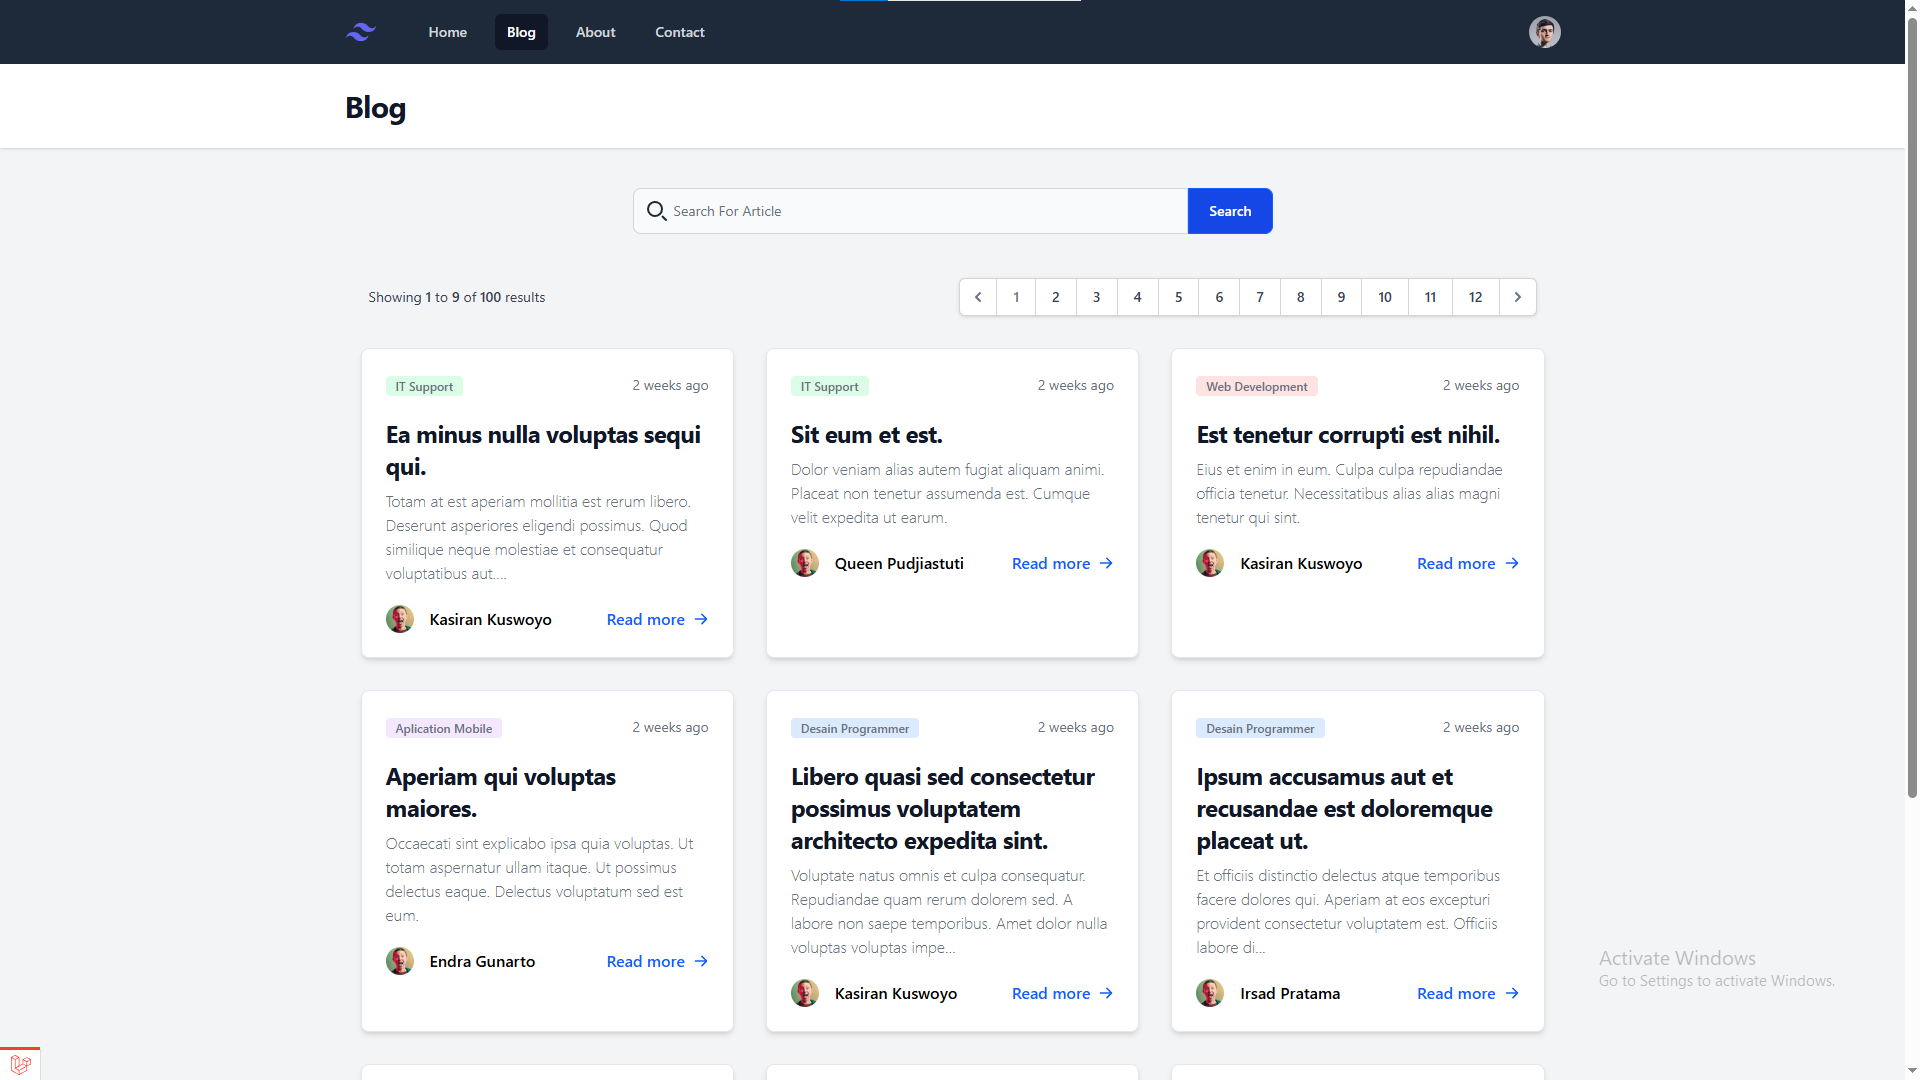 Home Blog About Contact
Blog
Search For Article Search
Showing 1 to 9 of 100 results
1 2 3 4 5 6 7 8 9 10 11 12
IT Support 2 weeks ago
Ea minus nulla voluptas sequi
qui.
Totam at est aperiam mollitia est rerum libero.
Deserunt asperiores eligendi possimus. Quod
similique neque molestiae et consequatur
voluptatibus aut....
Kasiran Kuswoyo Read more
IT Support 2 weeks ago
Sit eum et est.
Dolor veniam alias autem fugiat aliquam animi.
Placeat non tenetur assumenda est. Cumque
velit expedita ut earum.
Queen Pudjiastuti Read more
Web Development 2 weeks ago
Est tenetur corrupti est nihil.
Eius et enim in eum. Culpa culpa repudiandae
officia tenetur. Necessitatibus alias alias magni
tenetur qui sint.
Kasiran Kuswoyo Read more
Aplication Mobile 2 weeks ago
Aperiam qui voluptas
maiores.
Occaecati sint explicabo ipsa quia voluptas. Ut
totam aspernatur ullam itaque. Ut possimus
delectus eaque. Delectus voluptatum sed est
eum.
Endra Gunarto Read more
Desain Programmer 2 weeks ago
Libero quasi sed consectetur
possimus voluptatem
architecto expedita sint.
Voluptate natus omnis et culpa consequatur.
Repudiandae quam rerum dolorem sed. A
labore non saepe temporibus. Amet dolor nulla
voluptas voluptas impe...
Kasiran Kuswoyo Read more
Desain Programmer 2 weeks ago
Ipsum accusamus aut et
recusandae est doloremque
placeat ut.
Et officiis distinctio delectus atque temporibus
facere dolores qui. Aperiam at eos excepturi
provident consectetur voluptatem est. Officiis
labore di...
Irsad Pratama Read more
Activate Windows
Go to Settings to activate Windows.